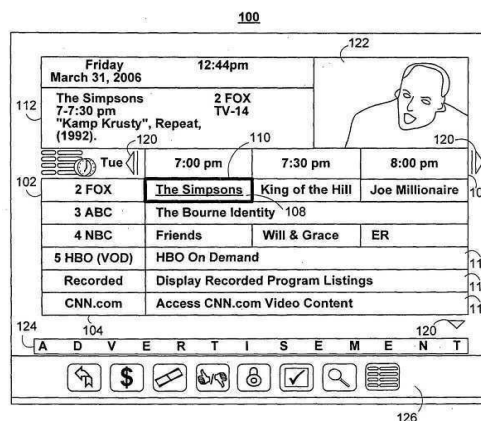 100
122
Friday 12:44pm
March 31, 2006
112
The Simpsons 2 FOX
7-7:30 pm TV-14
"Kamp Krusty", Repeat,
(1992).
120
110
120
Tue 7:00 pm 7:30 pm 8:00 pm
102
2 FOX The Simpsons King of the Hill Joe Millionaire
108
3 ABC The Bourne Identity
4 NBC Friends Will & Grace ER
5 HBO (VOD) HBO On Demand
Recorded Display Recorded Program Listings
CNN.com Access CNN.com Video Content
104
120
124
A D V E R T I S E M E N T
$
126